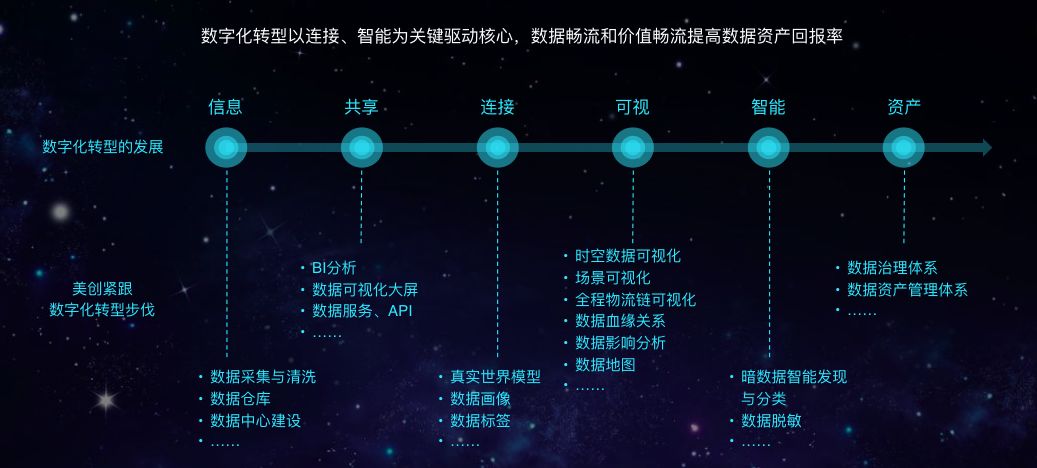 数字化转型以连接、智能为关键驱动核心，数据畅流和价值畅流提高数据资产回报率
信息
共享
连接
可视
智能
资产
数字化转型的发展
美创紧跟
数字化转型步伐
• 数据采集与清洗
• 数据仓库
• 数据中心建设
• ……
• BI分析
• 数据可视化大屏
• 数据服务、API
• ……
• 真实世界模型
• 数据画像
• 数据标签
• ……
• 时空数据可视化
• 场景可视化
• 全程物流链可视化
• 数据血缘关系
• 数据影响分析
• 数据地图
• ……
• 暗数据智能发现
与分类
• 数据脱敏
• ……
• 数据治理体系
• 数据资产管理体系
• ……